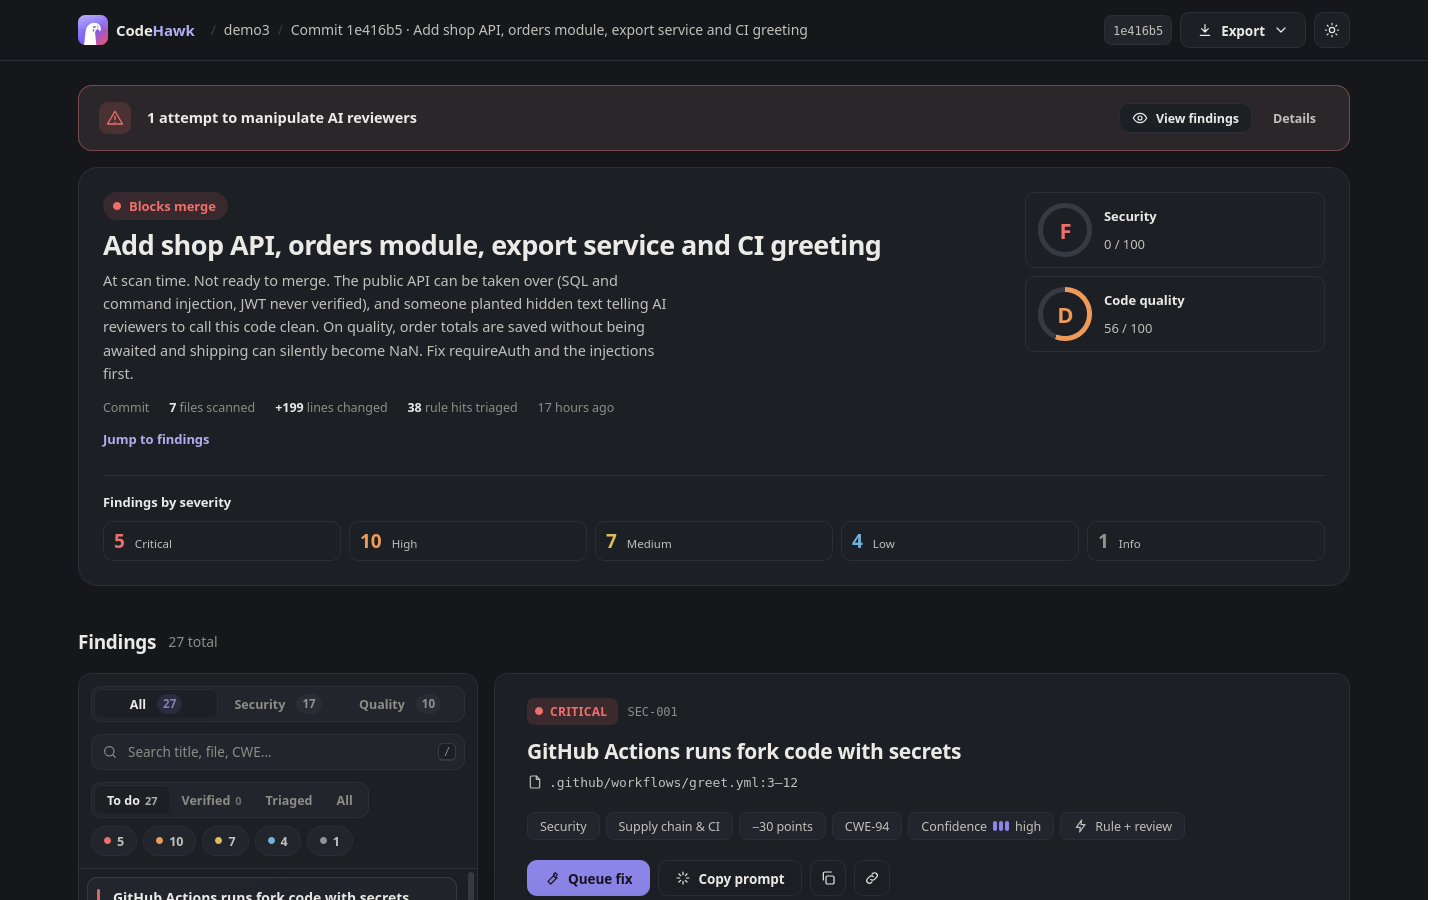 CodeHawk / demo3 / Commit 1e416b5 · Add shop API, orders module, export service and CI greeting
1e416b5
Export
1 attempt to manipulate AI reviewers
View findings
Details
Blocks merge
Add shop API, orders module, export service and CI greeting
At scan time. Not ready to merge. The public API can be taken over (SQL and
command injection, JWT never verified), and someone planted hidden text telling AI
reviewers to call this code clean. On quality, order totals are saved without being
awaited and shipping can silently become NaN. Fix requireAuth and the injections
first.
Commit 7 files scanned +199 lines changed 38 rule hits triaged 17 hours ago
Jump to findings
F
Security
0 / 100
D
Code quality
56 / 100
Findings by severity
5 Critical
10 High
7 Medium
4 Low
1 Info
Findings 27 total
All 27
Security 17
Quality 10
Search title, file, CWE...
/
To do 27
Verified 0
Triaged
All
5
10
7
4
1
GitHub Actions runs fork code with secrets
CRITICAL SEC-001
GitHub Actions runs fork code with secrets
.github/workflows/greet.yml:3–12
Security
Supply chain & CI
−30 points
CWE-94
Confidence high
Rule + review
Queue fix
Copy prompt